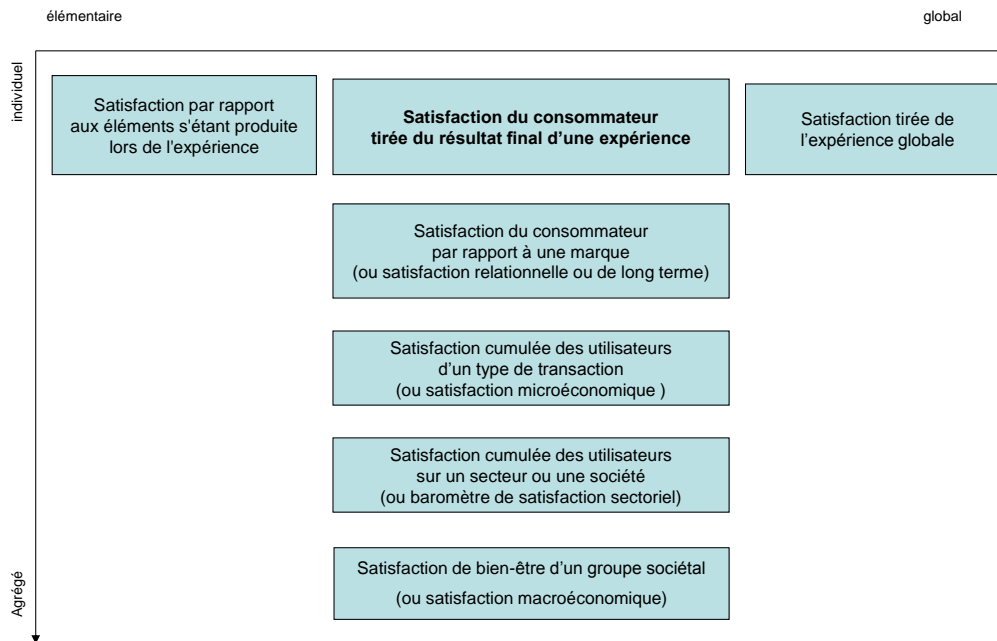 élémentaire
global
individuel
Satisfaction par rapport
aux éléments s'étant produite
lors de l'expérience
Satisfaction du consommateur
tirée du résultat final d'une expérience
Satisfaction tirée de
l'expérience globale
Satisfaction du consommateur
par rapport à une marque
(ou satisfaction relationnelle ou de long terme)
Satisfaction cumulée des utilisateurs
d'un type de transaction
(ou satisfaction microéconomique )
Satisfaction cumulée des utilisateurs
sur un secteur ou une société
(ou baromètre de satisfaction sectoriel)
Satisfaction de bien-être d'un groupe sociétal
(ou satisfaction macroéconomique)
Agrégé